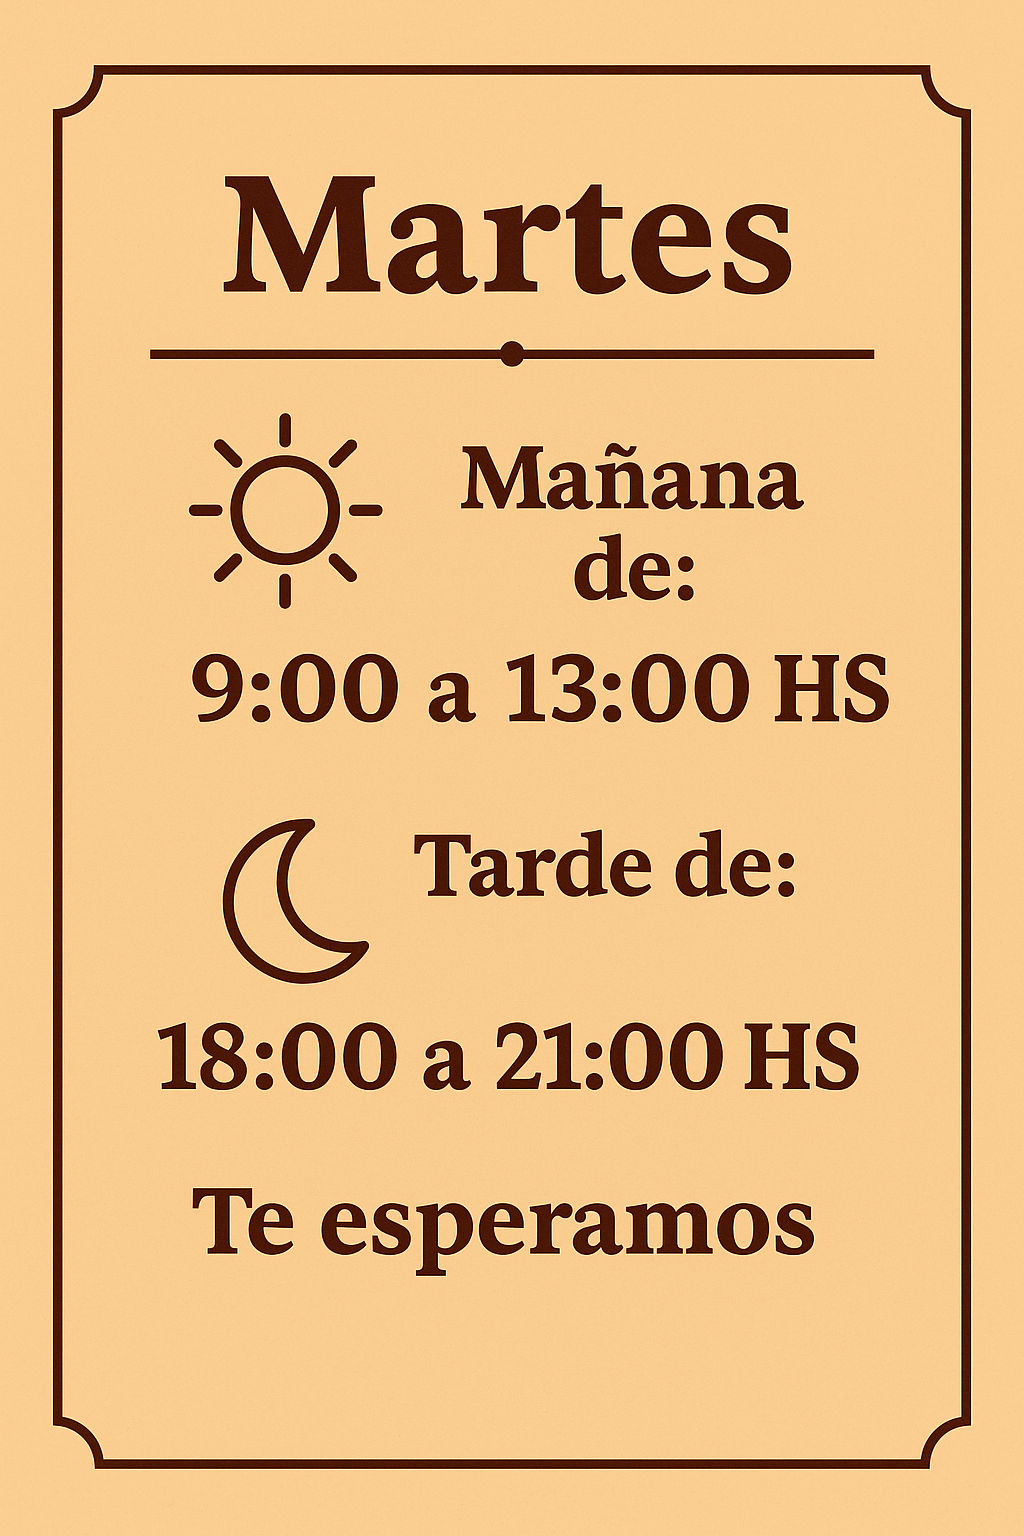 Martes
Mañana
de:
9:00 a 13:00 HS
Tarde de:
18:00 a 21:00 HS
Te esperamos